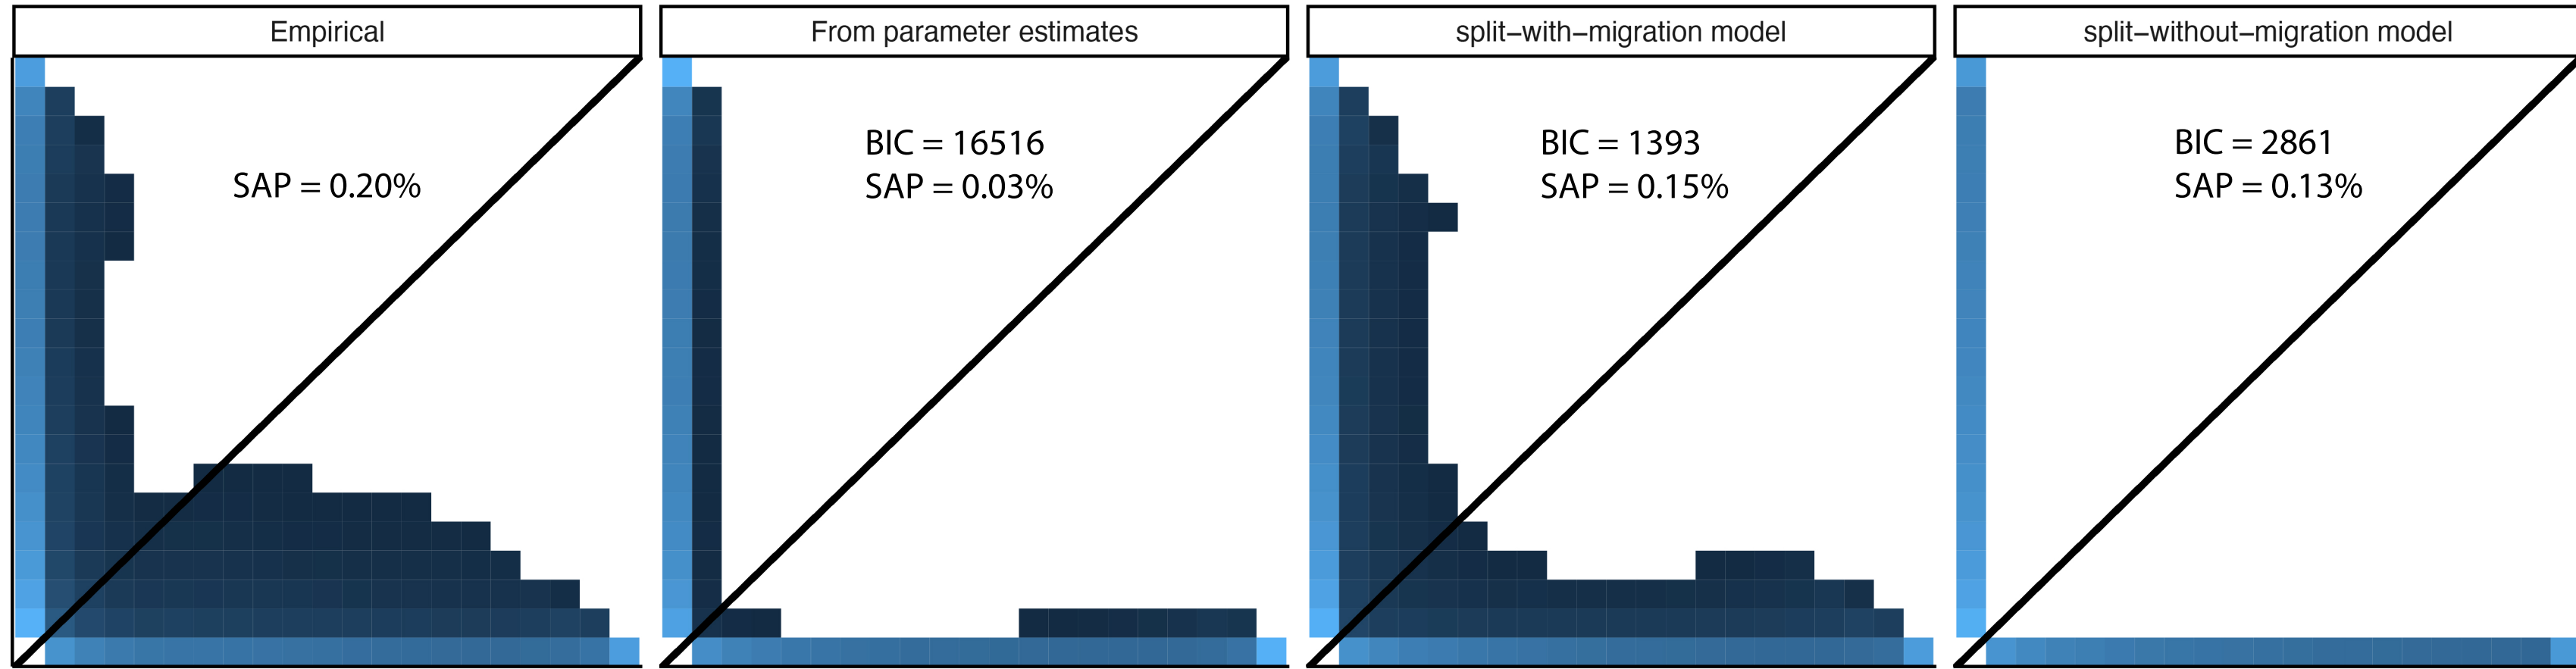 Empirical
SAP = 0.20%
From parameter estimates
BIC = 16516
SAP = 0.03%
split−with−migration model
BIC = 1393
SAP = 0.15%
split−without−migration model
BIC = 2861
SAP = 0.13%